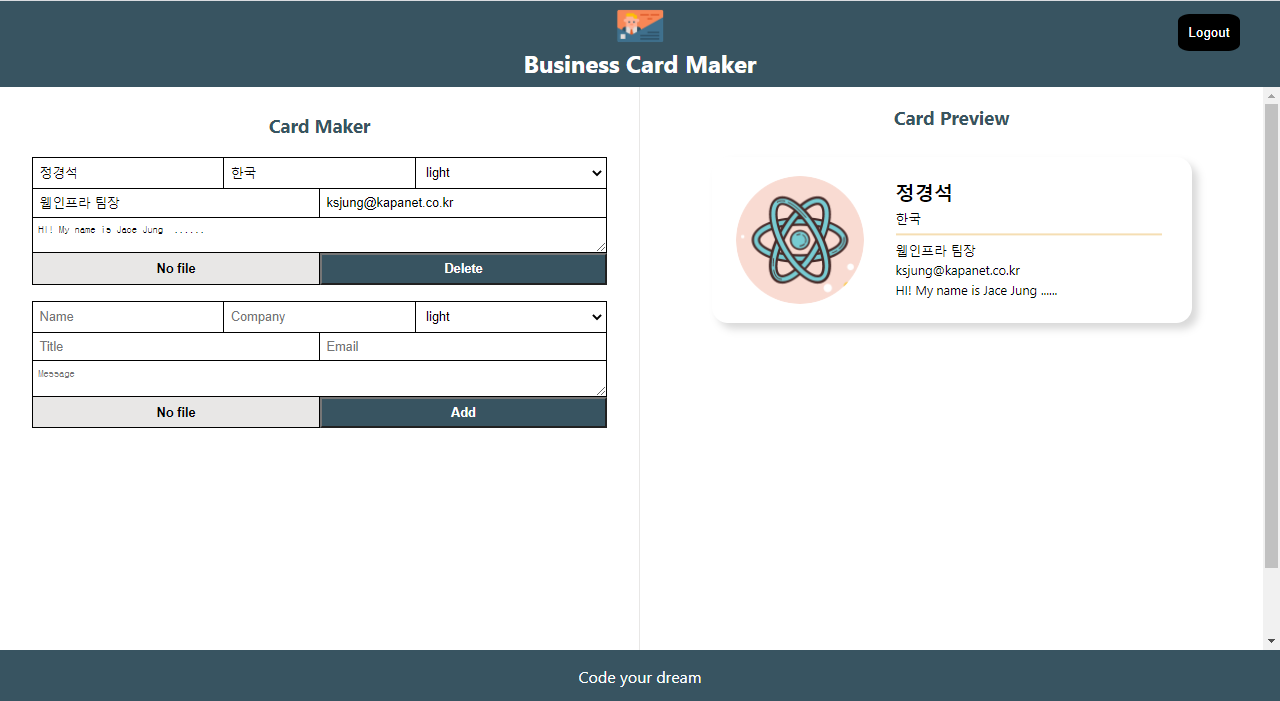 Logout
Business Card Maker
Card Maker
정경석 한국 light
웹인프라 팀장 ksjung@kapanet.co.kr
HI! My name is Jace Jung ......
No file Delete
Name Company light
Title Email
Message
No file Add
Card Preview
정경석
한국
웹인프라 팀장
ksjung@kapanet.co.kr
HI! My name is Jace Jung ......
Code your dream